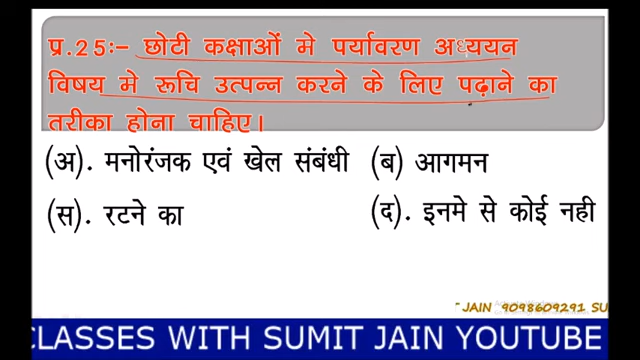 प्र.25:- छोटी कक्षाओं मे पर्यावरण अध्ययन
विषय मे रूचि उत्पन्न करने के लिए पढ़ाने का
तरीका होना चाहिए।
(अ). मनोरंजक एवं खेल संबंधी (ब) आगमन
(स). रटने का (द). इनमे से कोई नही
JAIN 9098609291 SU
CLASSES WITH SUMIT JAIN YOUTUBE